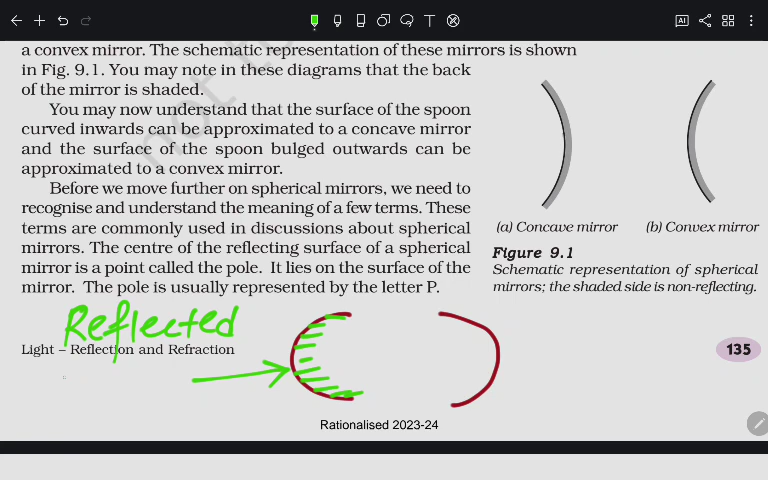 AI
a convex mirror. The schematic representation of these mirrors is shown
in Fig. 9.1. You may note in these diagrams that the back
of the mirror is shaded.
You may now understand that the surface of the spoon
curved inwards can be approximated to a concave mirror
and the surface of the spoon bulged outwards can be
approximated to a convex mirror.
Before we move further on spherical mirrors, we need to
recognise and understand the meaning of a few terms. These
terms are commonly used in discussions about spherical
mirrors. The centre of the reflecting surface of a spherical
mirror is a point called the pole. It lies on the surface of the
mirror. The pole is usually represented by the letter P.
(a) Concave mirror (b) Convex mirror
Figure 9.1
Schematic representation of spherical
mirrors; the shaded side is non-reflecting.
Reflected
Light – Reflection and Refraction
135
Rationalised 2023-24
not t